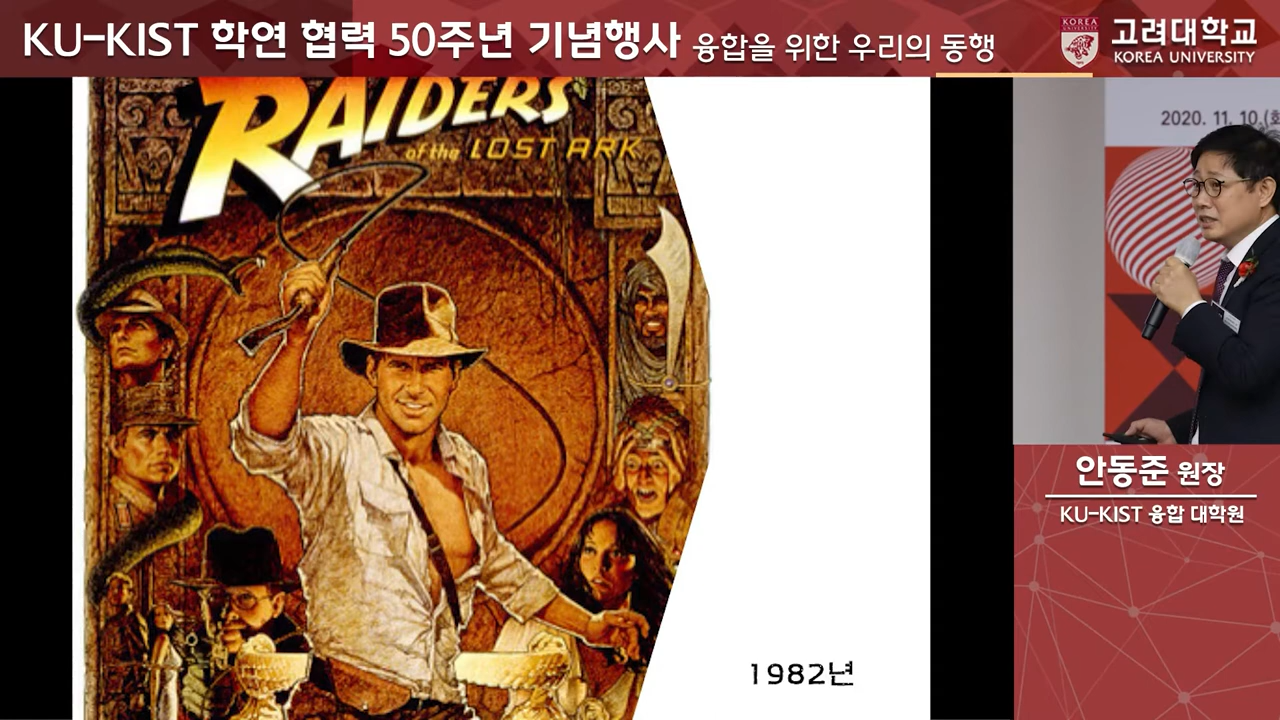 KU-KIST 학연 협력 50주년 기념행사 융합을 위한 우리의 동행
KOREA
UNIVERSITY
고려대학교
KOREA UNIVERSITY
RAIDERS
of the LOST ARK
2020. 11. 10.(화
1982년
안동준 원장
KU-KIST 융합 대학원